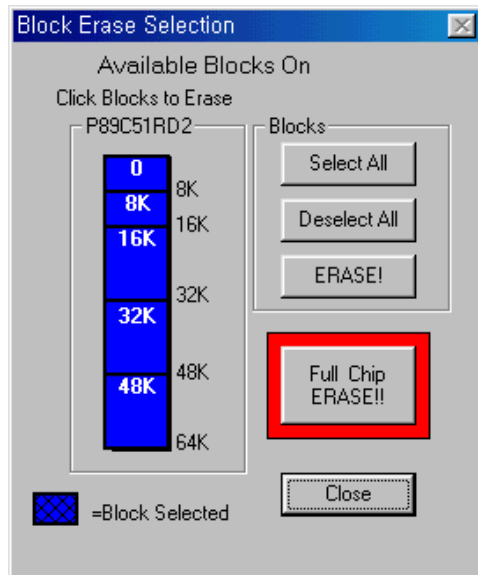 Block Erase Selection
Available Blocks On
Click Blocks to Erase
P89C51RD2
0
8K
8K
16K
16K
32K
32K
48K
48K
64K
=Block Selected
Blocks
Select All
Deselect All
ERASE!
Full Chip
ERASE!!
Close